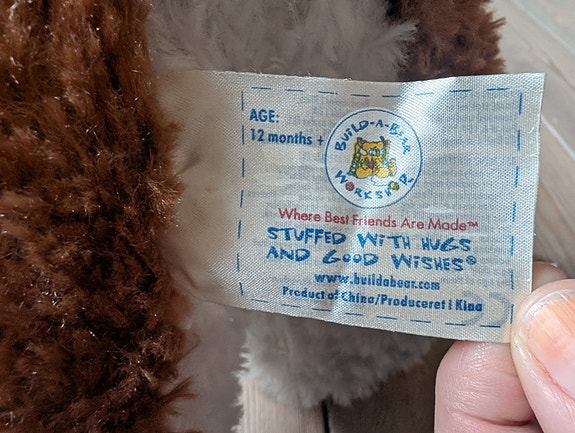 AGE:
12 months +
BUILD-A-BEAR
WORKSHOP
Where Best Friends Are Made™
STUFFED WITH HUGS
AND GOOD WISHES®
www.buildabear.com
Product of China/Produceret i Kina